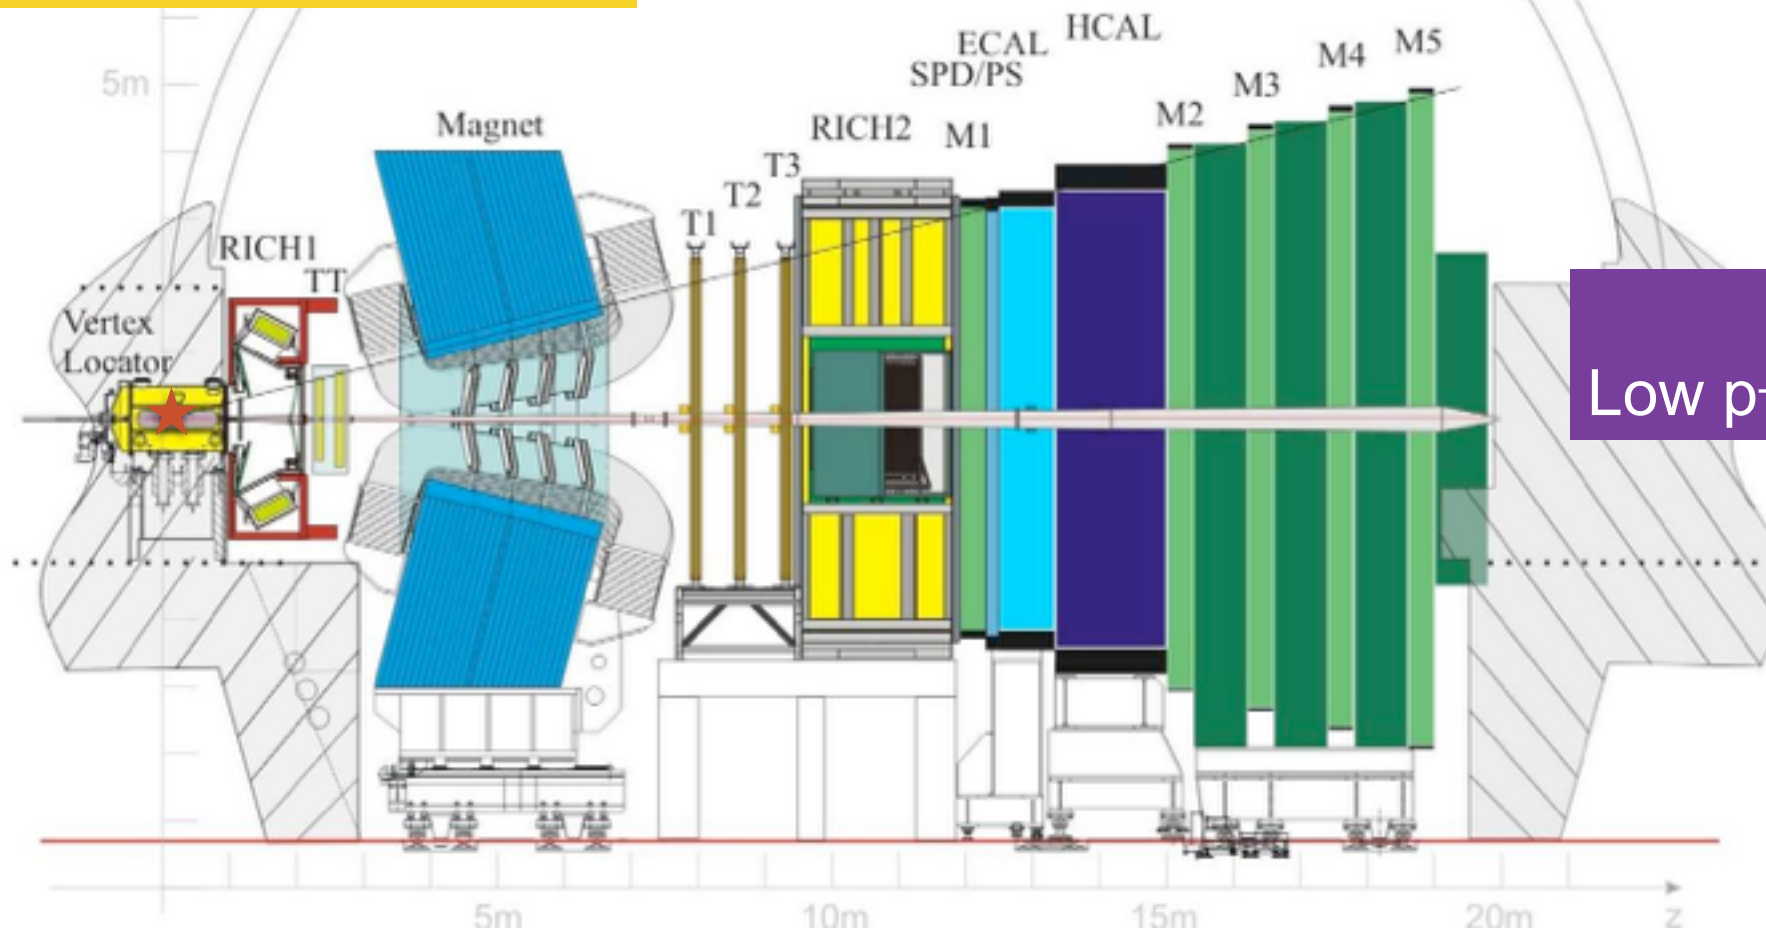 HCAL
M5
ECAL
M4
SPD/PS
5m
M3
M2
Magnet
RICH2
M1
T3
T2
T1
RICH1
TT
Vertex
Locator
Low
5m
10m
15m
20m
z